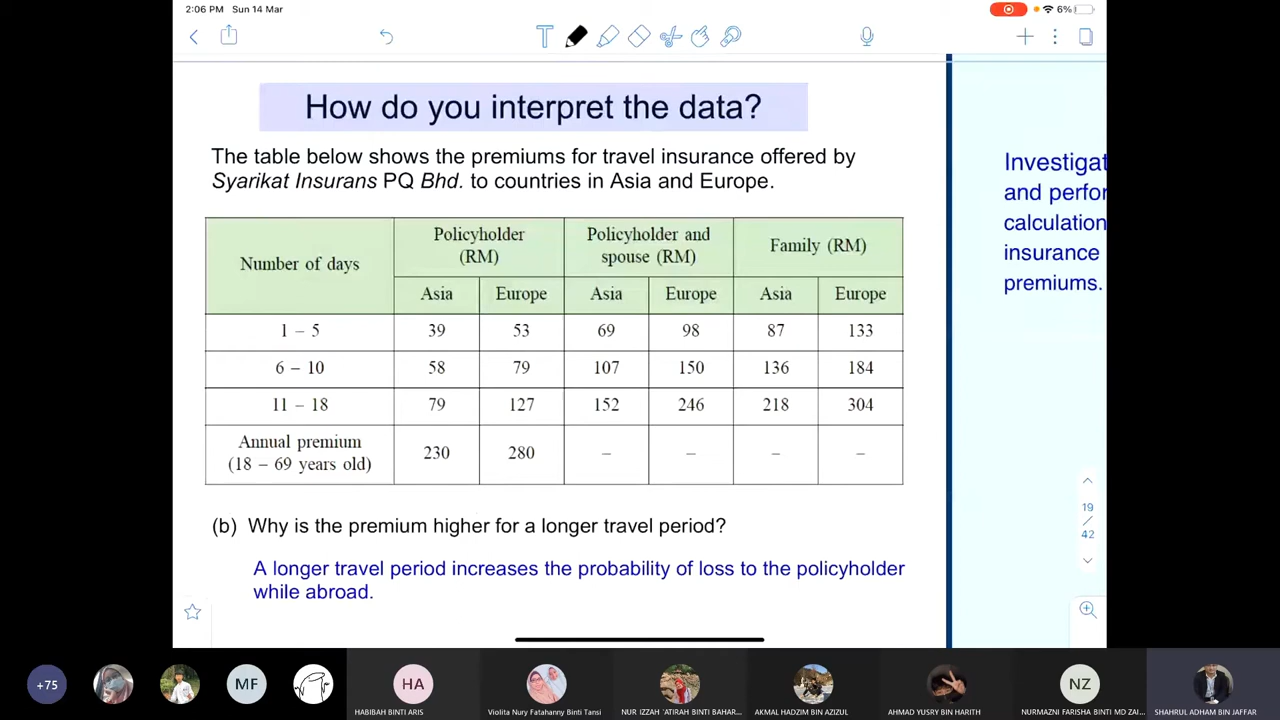 2:06 PM Sun 14 Mar
6%
How do you interpret the data?
The table below shows the premiums for travel insurance offered by
Syarikat Insurans PQ Bhd. to countries in Asia and Europe.
Number of days
Policyholder
(RM)
Policyholder and
spouse (RM)
Family (RM)
Asia Europe Asia Europe Asia Europe
1 – 5 39 53 69 98 87 133
6 – 10 58 79 107 150 136 184
11 – 18 79 127 152 246 218 304
Annual premium
(18 – 69 years old) 230 280 – – – –
(b) Why is the premium higher for a longer travel period?
A longer travel period increases the probability of loss to the policyholder
while abroad.
Investigat
and perfor
calculation
insurance
premiums.
19
/
42
+75
MF
HA
NZ
HABIBAH BINTI ARIS
Violita Nury Fatahanny Binti Tansi
NUR IZZAH 'ATIRAH BINTI BAHAR...
AKMAL HADZIM BIN AZIZUL
AHMAD YUSRY BIN HARITH
NURMAZNI FARISHA BINTI MD ZAI...
SHAHRUL ADHAM BIN JAFFAR